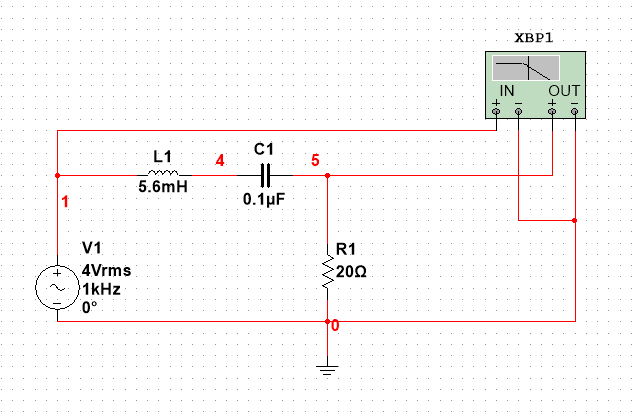 XBP1
IN OUT
+ − + −
L1
5.6mH
4
C1
0.1µF
5
1
V1
4Vrms
1kHz
0°
R1
20Ω
0